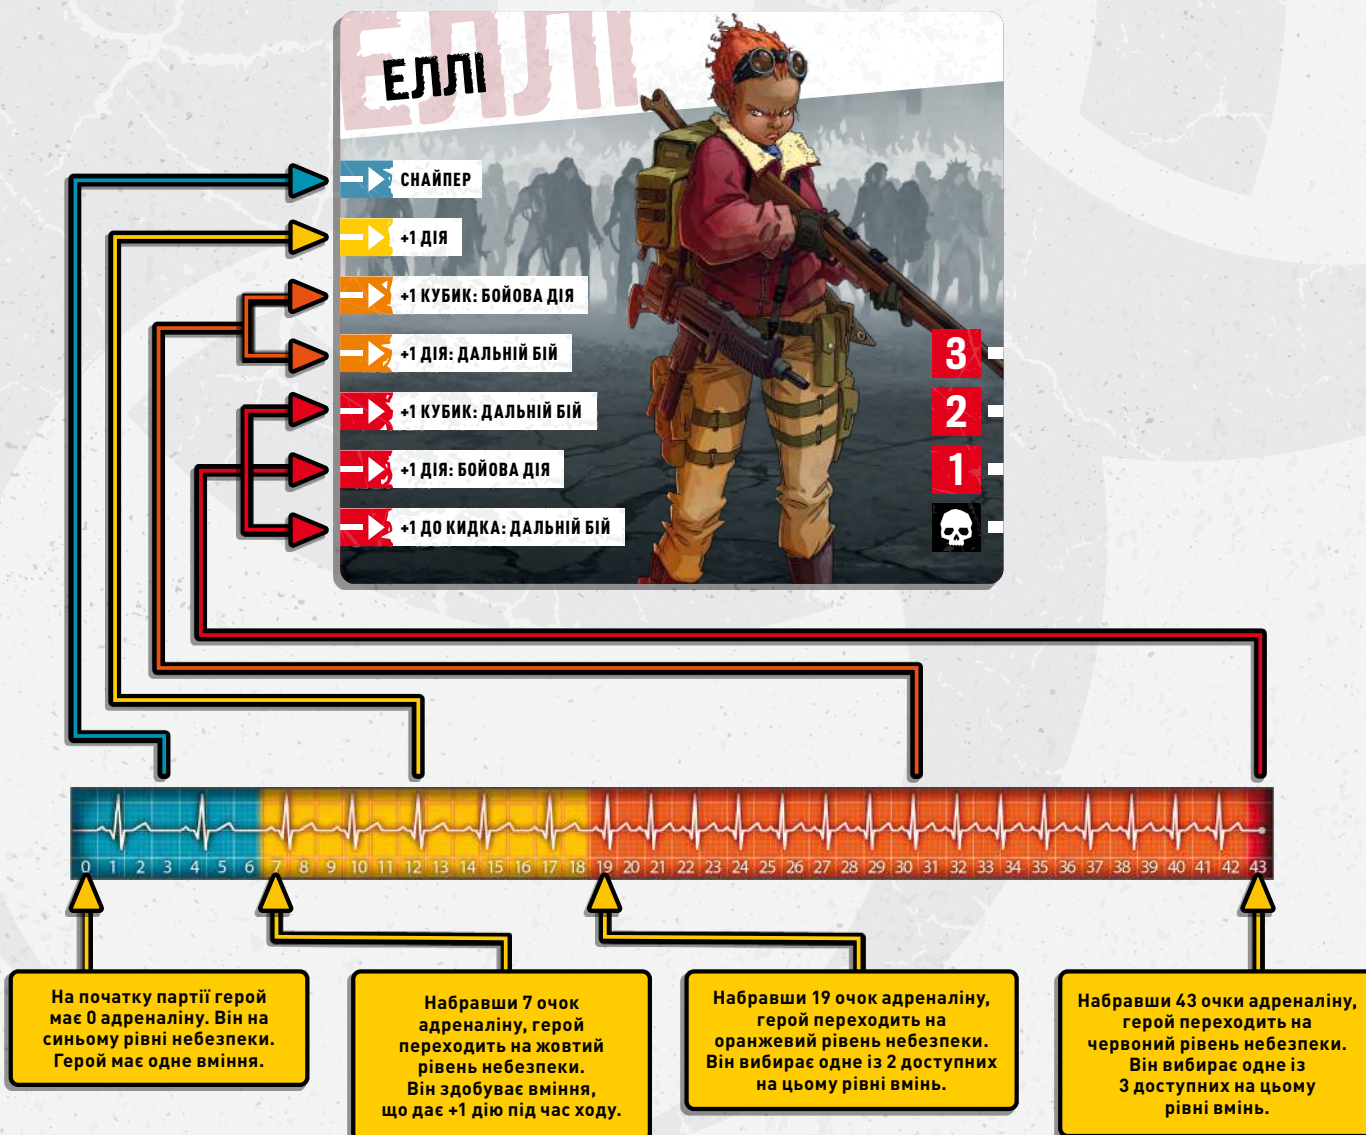 ЕЛЛІ
ЕЛЛІ
СНАЙПЕР
+1 ДІЯ
+1 КУБИК: БОЙОВА ДІЯ
+1 ДІЯ: ДАЛЬНІЙ БІЙ
+1 КУБИК: ДАЛЬНІЙ БІЙ
+1 ДІЯ: БОЙОВА ДІЯ
+1 ДО КИДКА: ДАЛЬНІЙ БІЙ
3
2
1
0 1 2 3 4 5 6 7 8 9 10 11 12 13 14 15 16 17 18 19 20 21 22 23 24 25 26 27 28 29 30 31 32 33 34 35 36 37 38 39 40 41 42 43
На початку партії герой
має 0 адреналіну. Він на
синьому рівні небезпеки.
Герой має одне вміння.
Набравши 7 очок
адреналіну, герой
переходить на жовтий
рівень небезпеки.
Він здобуває вміння,
що дає +1 дію під час ходу.
Набравши 19 очок адреналіну,
герой переходить на
оранжевий рівень небезпеки.
Він вибирає одне із 2 доступних
на цьому рівні вмінь.
Набравши 43 очки адреналіну,
герой переходить на
червоний рівень небезпеки.
Він вибирає одне із
3 доступних на цьому
рівні вмінь.